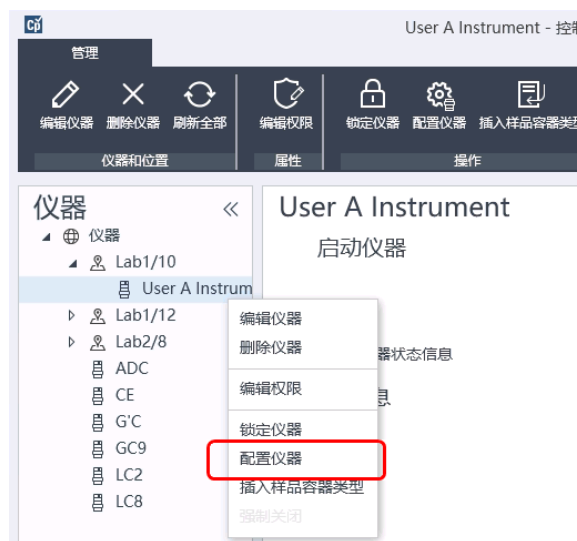 User A Instrument - 控制
管理
编辑仪器 删除仪器 刷新全部 编辑权限 锁定仪器 配置仪器 插入样品容器类型
仪器和位置 属性 操作
仪器
仪器
Lab1/10
User A Instrum
Lab1/12
Lab2/8
ADC
CE
G'C
GC9
LC2
LC8
编辑仪器
删除仪器
编辑权限
锁定仪器
配置仪器
插入样品容器类型
强制关闭
User A Instrument
启动仪器
器状态信息
息